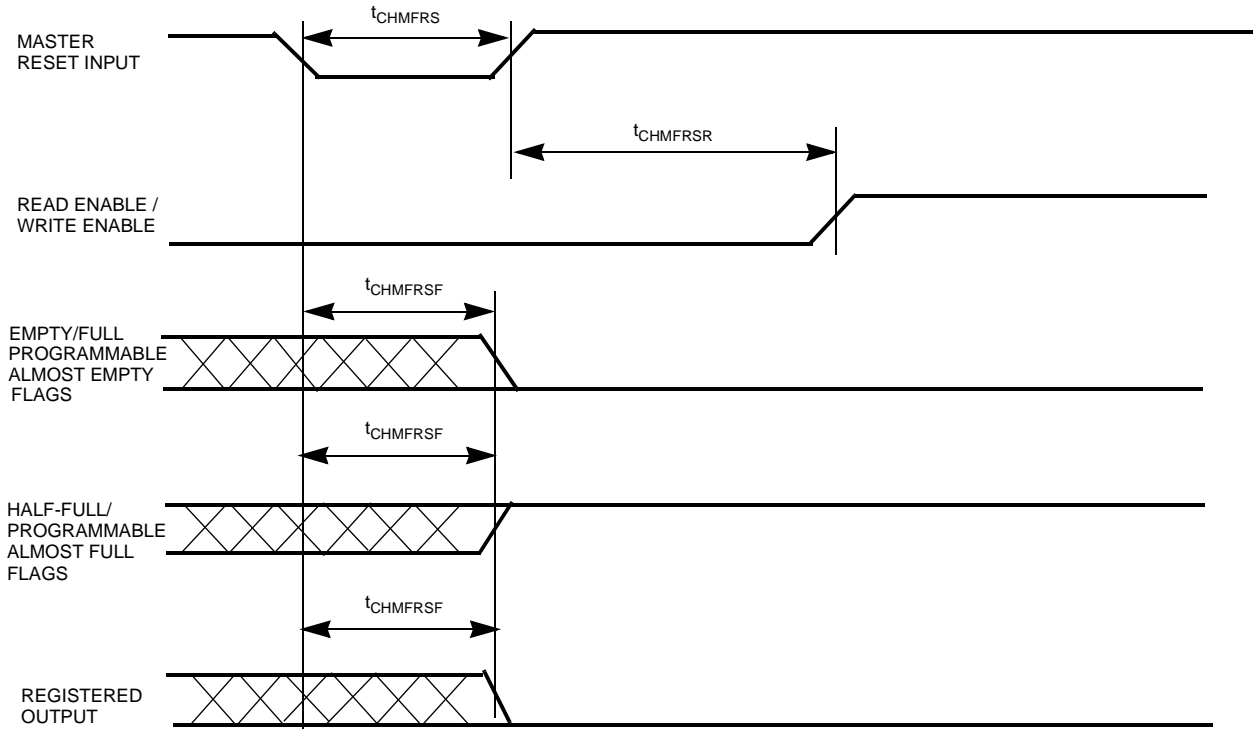 tCHMFRS
MASTER
RESET INPUT
tCHMFRSR
READ ENABLE /
WRITE ENABLE
tCHMFRSF
EMPTY/FULL
PROGRAMMABLE
ALMOST EMPTY
FLAGS
tCHMFRSF
HALF-FULL/
PROGRAMMABLE
ALMOST FULL
FLAGS
tCHMFRSF
REGISTERED
OUTPUT